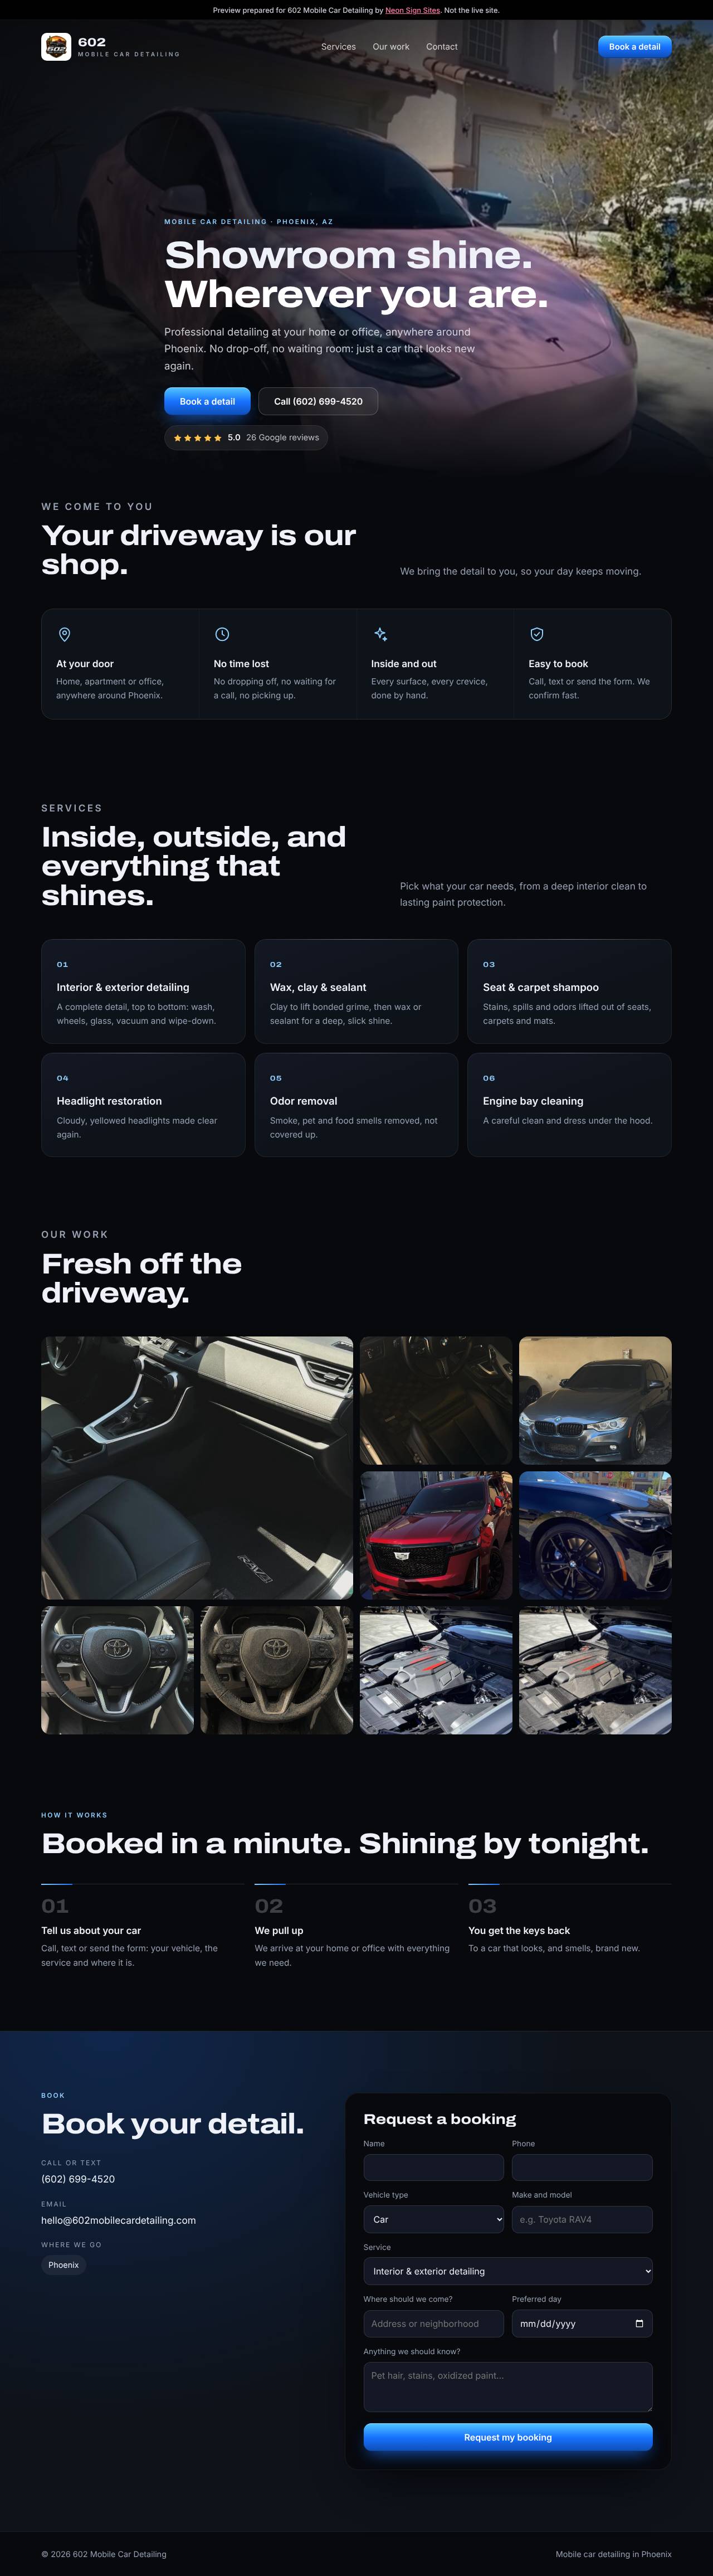 Preview prepared for 602 Mobile Car Detailing by Neon Sign Sites. Not the live site.
602
MOBILE CAR DETAILING
Services
Our work
Contact
Book a detail
MOBILE CAR DETAILING · PHOENIX, AZ
Showroom shine.
Wherever you are.
Professional detailing at your home or office, anywhere around
Phoenix. No drop-off, no waiting room: just a car that looks new
again.
Book a detail
Call (602) 699-4520
5.0 26 Google reviews
WE COME TO YOU
Your driveway is our
shop.
We bring the detail to you, so your day keeps moving.
At your door
Home, apartment or office,
anywhere around Phoenix.
No time lost
No dropping off, no waiting for
a call, no picking up.
Inside and out
Every surface, every crevice,
done by hand.
Easy to book
Call, text or send the form. We
confirm fast.
SERVICES
Inside, outside, and
everything that
shines.
Pick what your car needs, from a deep interior clean to
lasting paint protection.
01
Interior & exterior detailing
A complete detail, top to bottom: wash,
wheels, glass, vacuum and wipe-down.
02
Wax, clay & sealant
Clay to lift bonded grime, then wax or
sealant for a deep, slick shine.
03
Seat & carpet shampoo
Stains, spills and odors lifted out of seats,
carpets and mats.
04
Headlight restoration
Cloudy, yellowed headlights made clear
again.
05
Odor removal
Smoke, pet and food smells removed, not
covered up.
06
Engine bay cleaning
A careful clean and dress under the hood.
OUR WORK
Fresh off the
driveway.
RAV4
HOW IT WORKS
Booked in a minute. Shining by tonight.
01
Tell us about your car
Call, text or send the form: your vehicle, the
service and where it is.
02
We pull up
We arrive at your home or office with everything
we need.
03
You get the keys back
To a car that looks, and smells, brand new.
BOOK
Book your detail.
CALL OR TEXT
(602) 699-4520
EMAIL
hello@602mobilecardetailing.com
WHERE WE GO
Phoenix
Request a booking
Name
Phone
Vehicle type
Car
Make and model
e.g. Toyota RAV4
Service
Interior & exterior detailing
Where should we come?
Address or neighborhood
Preferred day
mm/dd/yyyy
Anything we should know?
Pet hair, stains, oxidized paint...
Request my booking
© 2026 602 Mobile Car Detailing
Mobile car detailing in Phoenix